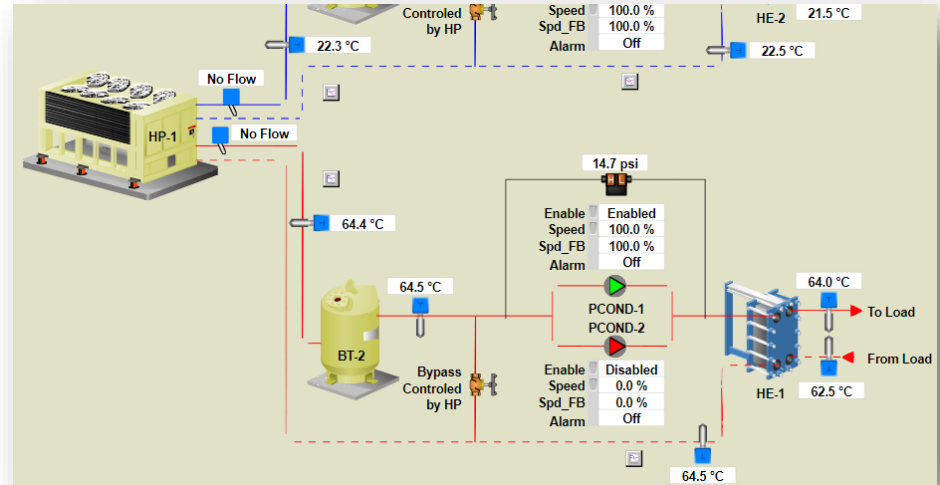 Controled
by HP
Speed 100.0 %
Spd_FB 100.0 %
Alarm Off
HE-2
21.5 °C
22.3 °C
22.5 °C
No Flow
HP-1
No Flow
14.7 psi
64.4 °C
Enable Enabled
Speed 100.0 %
Spd_FB 100.0 %
Alarm Off
64.5 °C
64.0 °C
PCOND-1
PCOND-2
To Load
BT-2
From Load
Bypass
Controled
by HP
Enable Disabled
Speed 0.0 %
Spd_FB 0.0 %
Alarm Off
HE-1
62.5 °C
64.5 °C